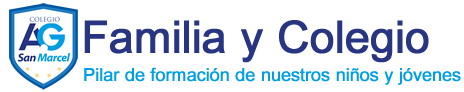 COLEGIO
AG
San Marcel
Familia y Colegio
Pilar de formación de nuestros niños y jóvenes